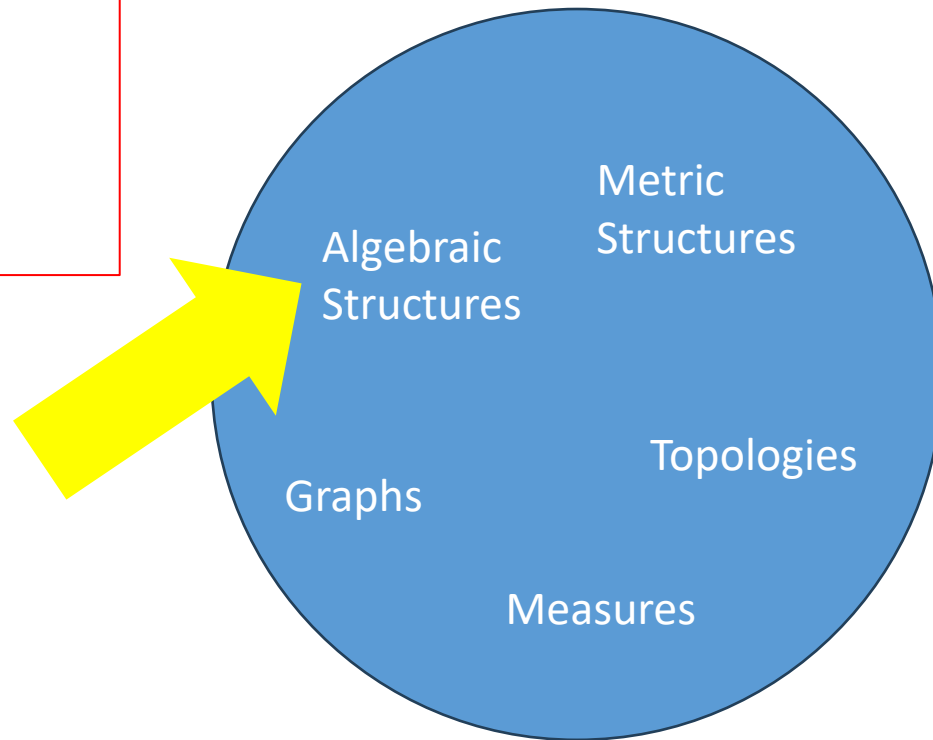 Metric
Structures
Algebraic
Structures
Topologies
Graphs
Measures